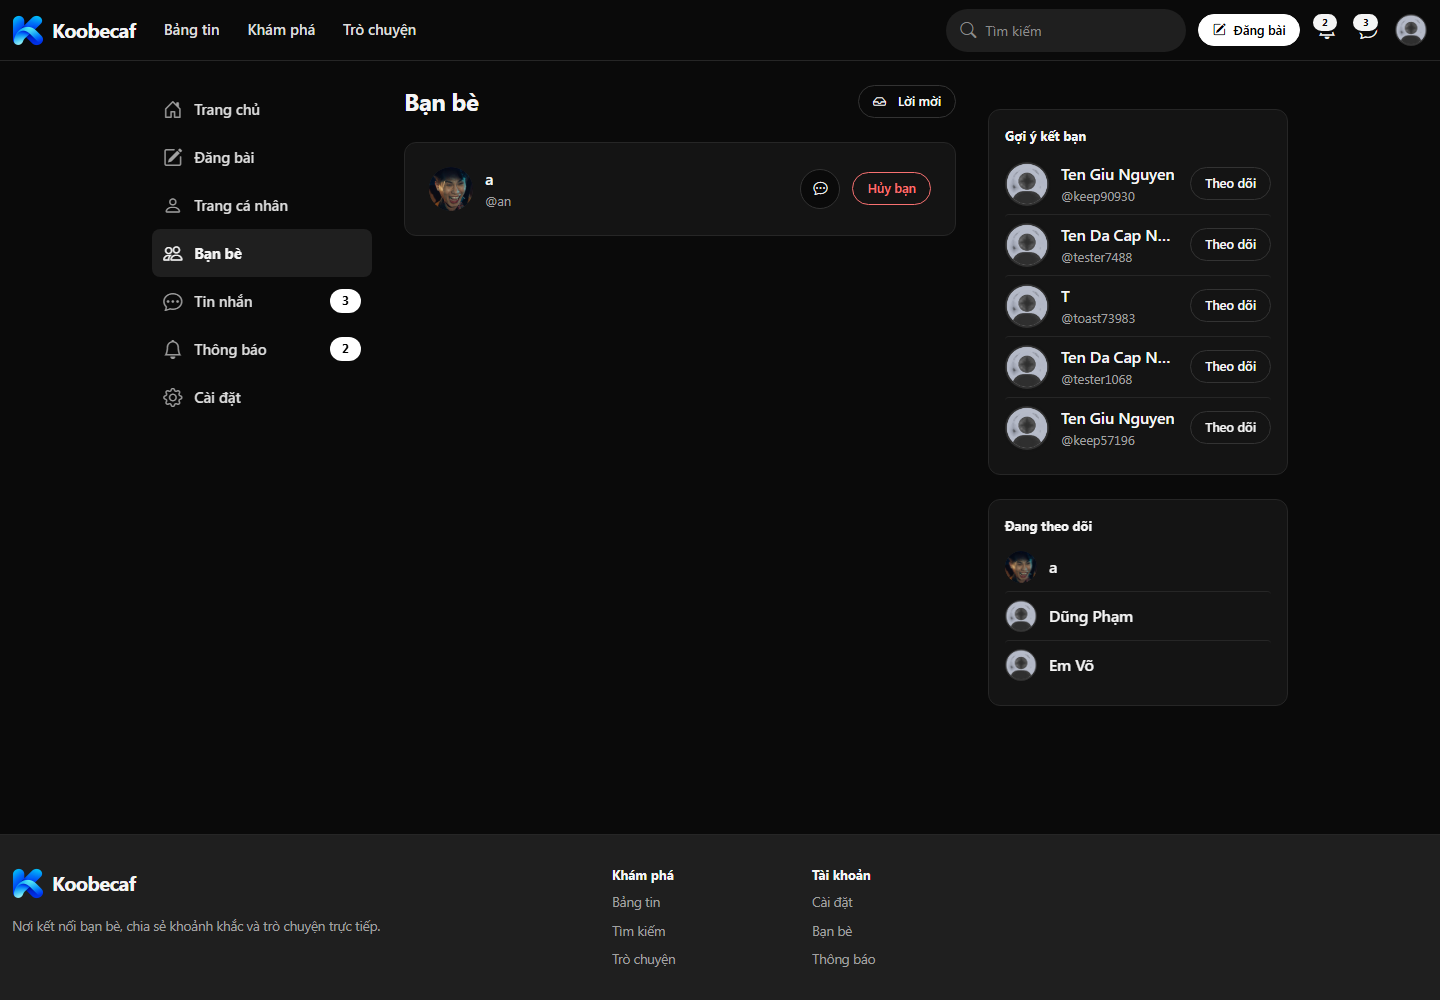 Koobecaf
Bảng tin
Khám phá
Trò chuyện
Tìm kiếm
Đăng bài
2
3
Trang chủ
Đăng bài
Trang cá nhân
Bạn bè
Tin nhắn
3
Thông báo
2
Cài đặt
Bạn bè
Lời mời
a
@an
Hủy bạn
Gợi ý kết bạn
Ten Giu Nguyen
@keep90930
Theo dõi
Ten Da Cap N...
@tester7488
Theo dõi
T
@toast73983
Theo dõi
Ten Da Cap N...
@tester1068
Theo dõi
Ten Giu Nguyen
@keep57196
Theo dõi
Đang theo dõi
a
Dũng Phạm
Em Võ
Koobecaf
Nơi kết nối bạn bè, chia sẻ khoảnh khắc và trò chuyện trực tiếp.
Khám phá
Bảng tin
Tìm kiếm
Trò chuyện
Tài khoản
Cài đặt
Bạn bè
Thông báo